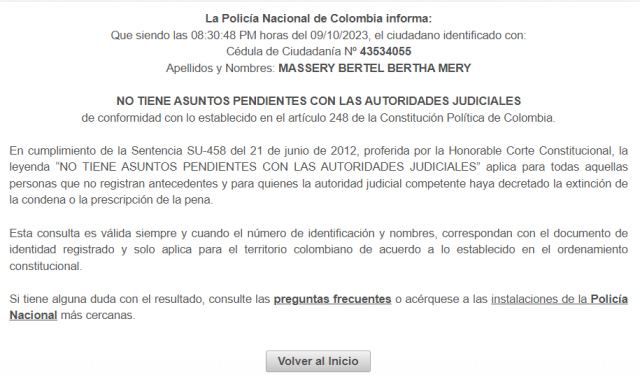 La Policía Nacional de Colombia informa:
Que siendo las 08:30:48 PM horas del 09/10/2023, el ciudadano identificado con:
Cédula de Ciudadanía Nº 43534055
Apellidos y Nombres: MASSERY BERTEL BERTHA MERY
NO TIENE ASUNTOS PENDIENTES CON LAS AUTORIDADES JUDICIALES
de conformidad con lo establecido en el artículo 248 de la Constitución Política de Colombia.
En cumplimiento de la Sentencia SU-458 del 21 de junio de 2012, proferida por la Honorable Corte Constitucional, la
leyenda “NO TIENE ASUNTOS PENDIENTES CON LAS AUTORIDADES JUDICIALES” aplica para todas aquellas
personas que no registran antecedentes y para quienes la autoridad judicial competente haya decretado la extinción de
la condena o la prescripción de la pena.
Esta consulta es válida siempre y cuando el número de identificación y nombres, correspondan con el documento de
identidad registrado y solo aplica para el territorio colombiano de acuerdo a lo establecido en el ordenamiento
constitucional.
Si tiene alguna duda con el resultado, consulte las preguntas frecuentes o acérquese a las instalaciones de la Policía
Nacional más cercanas.
Volver al Inicio